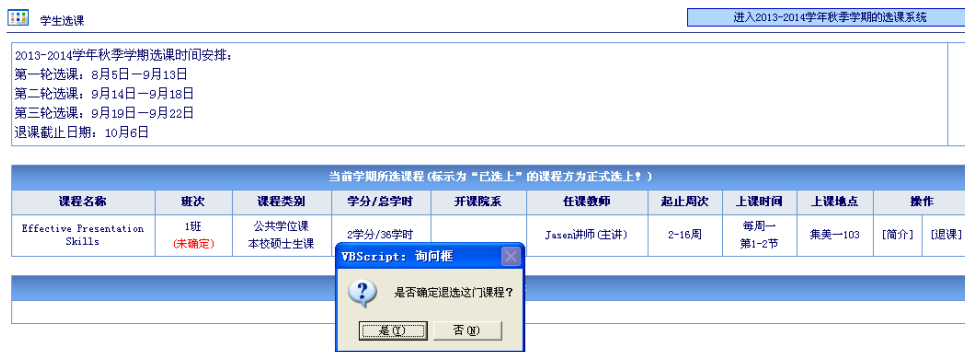 学生选课
进入2013-2014学年秋季学期的选课系统
2013-2014学年秋季学期选课时间安排:
第一轮选课: 8月5日—9月13日
第二轮选课: 9月14日—9月18日
第三轮选课: 9月19日—9月22日
退课截止日期: 10月6日
当前学期所选课程(标示为“已选上”的课程方为正式选上!)
课程名称 班次 课程类别 学分/总学时 开课院系 任课教师 起止周次 上课时间 上课地点 操作
Effective Presentation Skills
1班
(未确定)
公共学位课
本校硕士生课
2学分/36学时
Jasen讲师(主讲)
2-16周
每周一
第1-2节
集美一103
[简介]
[退课]
VBScript: 询问框
是否确定退选这门课程?
是(Y)
否(N)